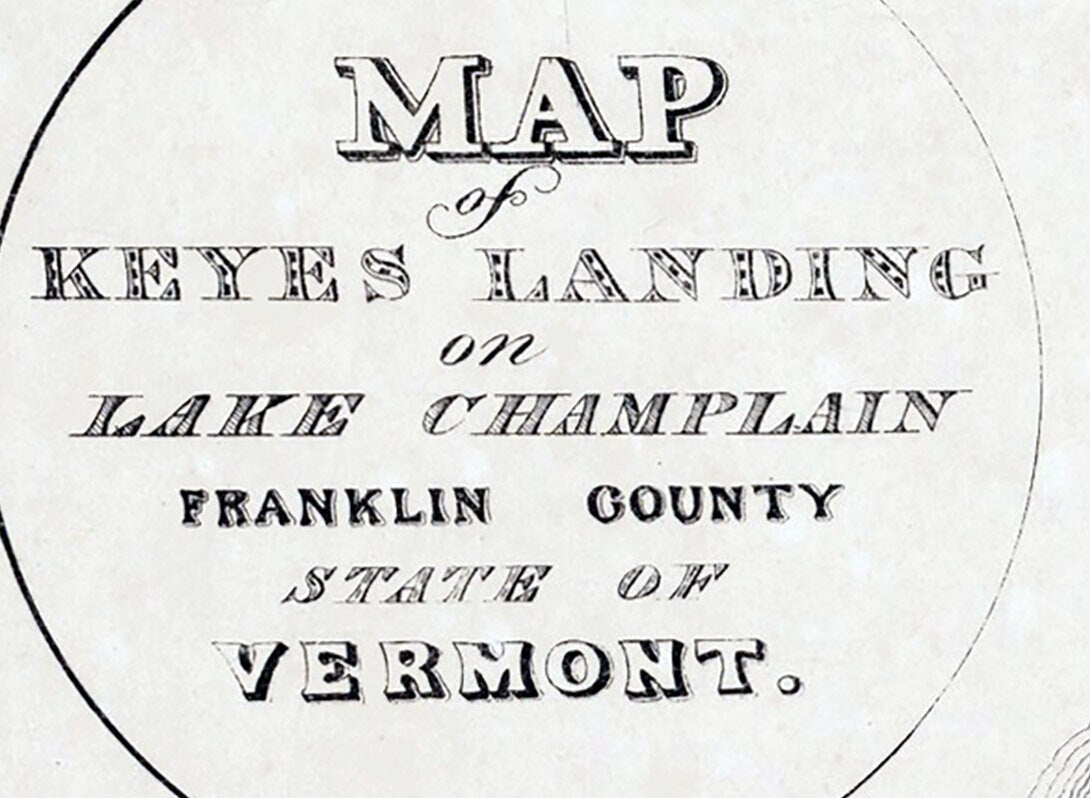 MAP
of
KEYES LANDING
on
LAKE CHAMPLAIN
FRANKLIN COUNTY
STATE OF
VERMONT.